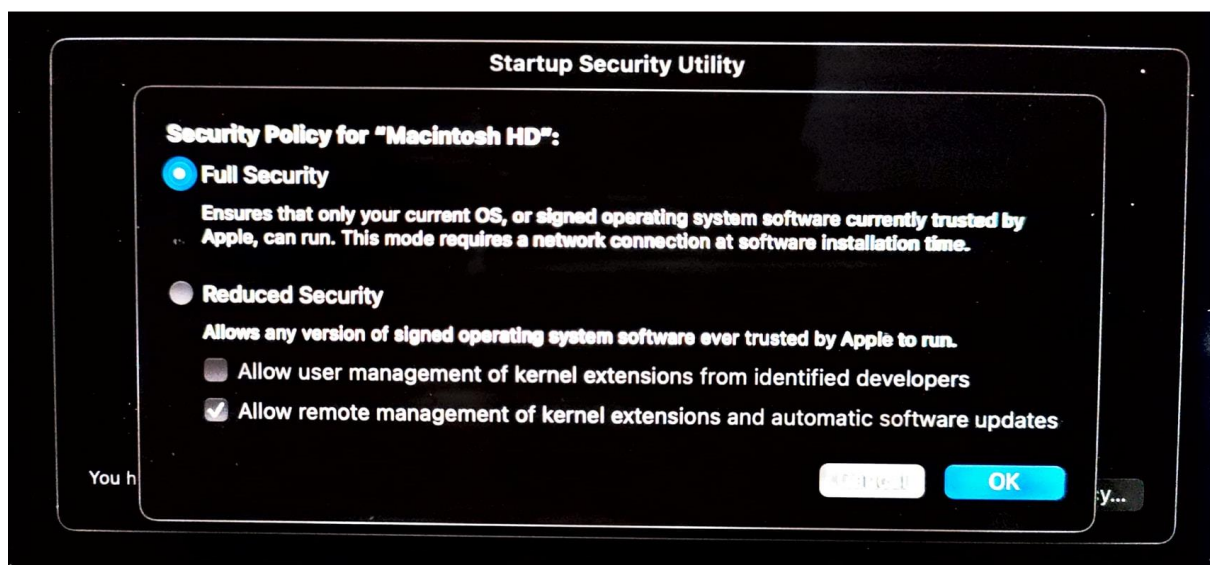 Startup Security Utility
Security Policy for "Macintosh HD":
Full Security
Ensures that only your current OS, or signed operating system software currently trusted by
Apple, can run. This mode requires a network connection at software installation time.
Reduced Security
Allows any version of signed operating system software ever trusted by Apple to run.
Allow user management of kernel extensions from identified developers
Allow remote management of kernel extensions and automatic software updates
You h
OK
y...